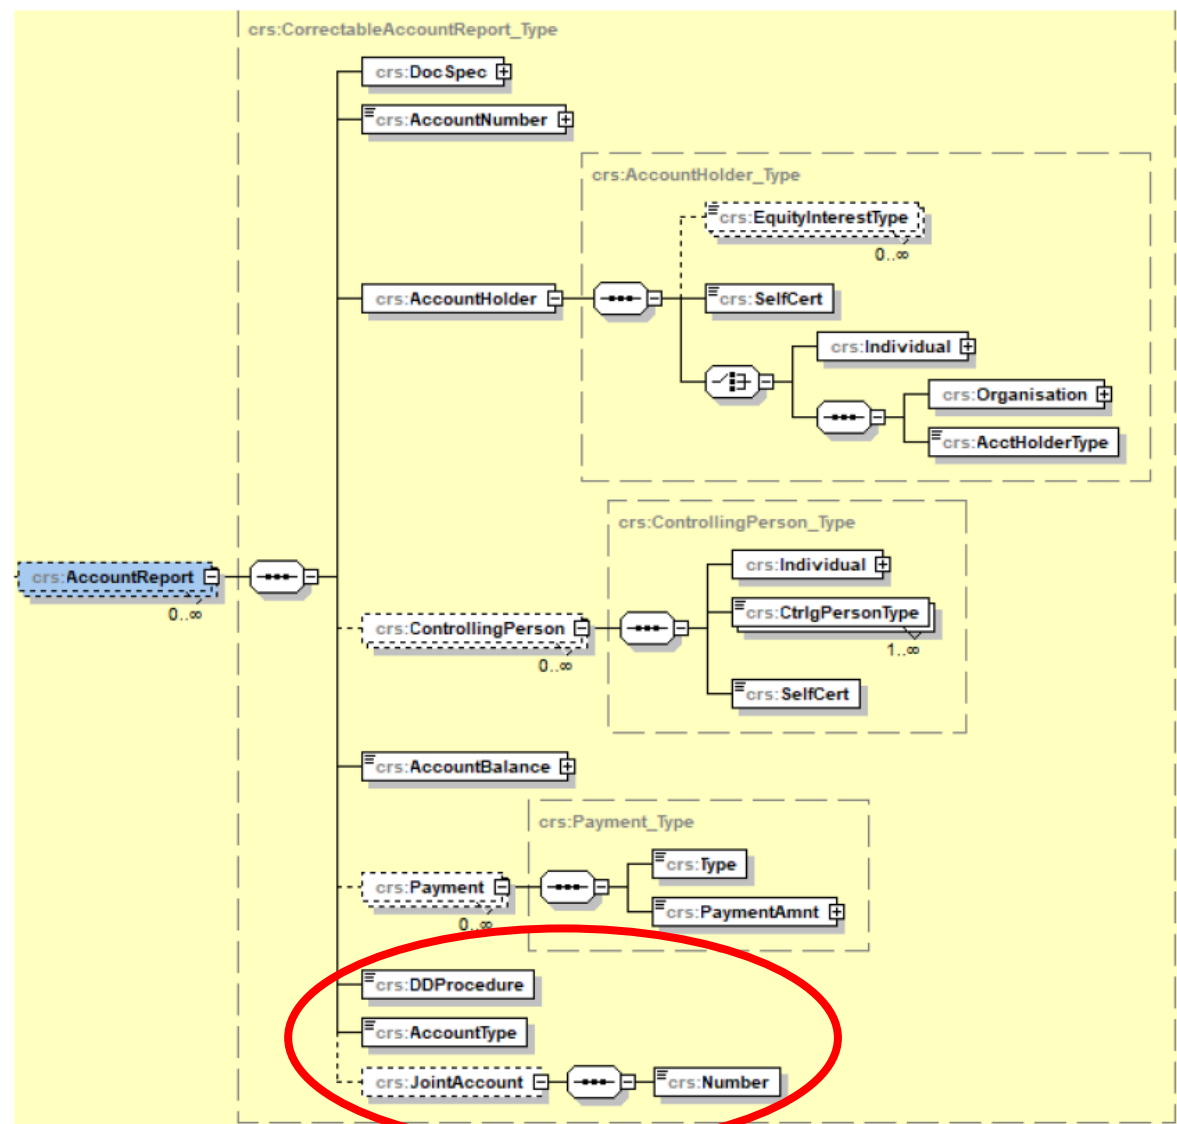 crs:CorrectableAccountReport_Type
crs:DocSpec
crs:AccountNumber
crs:AccountHolder_Type
crs:EquityInterestType
0..∞
crs:AccountHolder
crs:SelfCert
crs:Individual
crs:Organisation
crs:AcctHolderType
crs:ControllingPerson_Type
crs:Individual
crs:AccountReport
0..∞
crs:CtrlgPersonType
1..∞
crs:ControllingPerson
0..∞
crs:SelfCert
crs:AccountBalance
crs:Payment_Type
crs:Type
crs:Payment
0..∞
crs:PaymentAmnt
crs:DDProcedure
crs:AccountType
crs:JointAccount
crs:Number